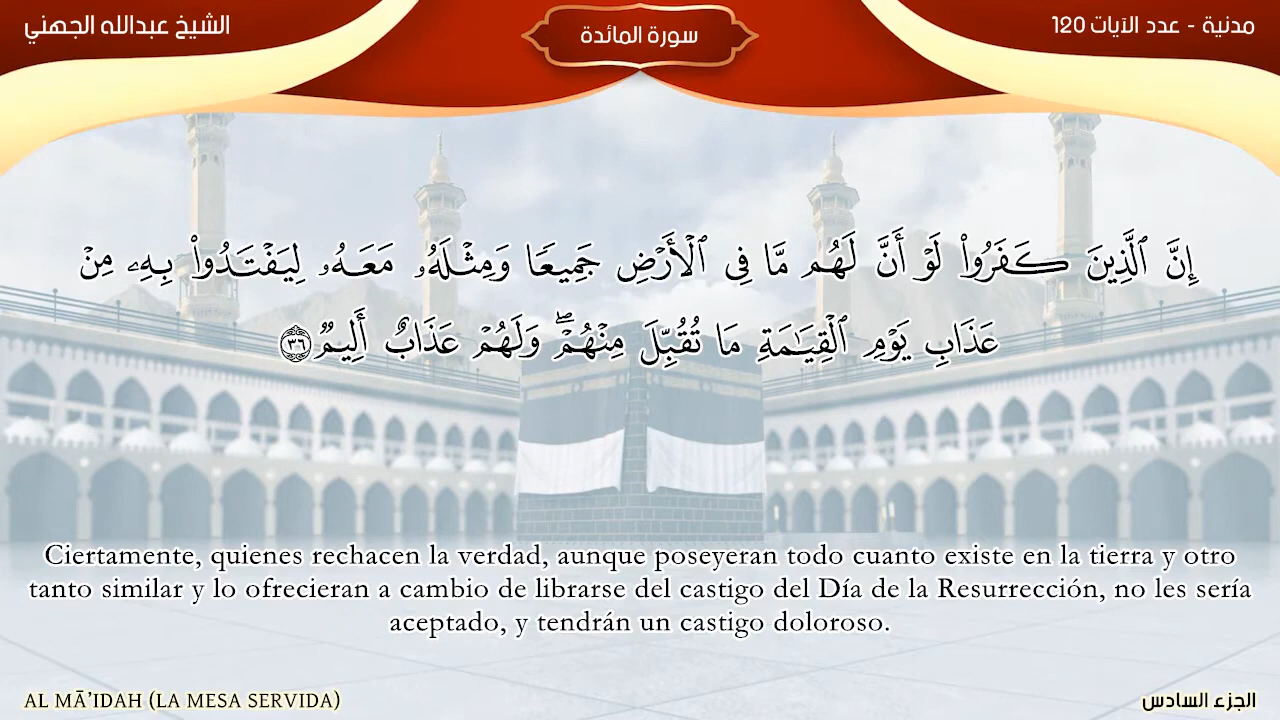 مدنية - عدد الآيات 120
سورة المائدة
الشيخ عبدالله الجهني
إِنَّ ٱلَّذِينَ كَفَرُوا۟ لَوْ أَنَّ لَهُم مَّا فِى ٱلْأَرْضِ جَمِيعًا وَمِثْلَهُۥ مَعَهُۥ لِيَفْتَدُوا۟ بِهِۦ مِنْ
عَذَابِ يَوْمِ ٱلْقِيَـٰمَةِ مَا تُقُبِّلَ مِنْهُمْ ۖ وَلَهُمْ عَذَابٌ أَلِيمٌ ٣٦
Ciertamente, quienes rechacen la verdad, aunque poseyeran todo cuanto existe en la tierra y otro
tanto similar y lo ofrecieran a cambio de librarse del castigo del Día de la Resurrección, no les sería
aceptado, y tendrán un castigo doloroso.
AL MĀ’IDAH (LA MESA SERVIDA)
الجزء السادس